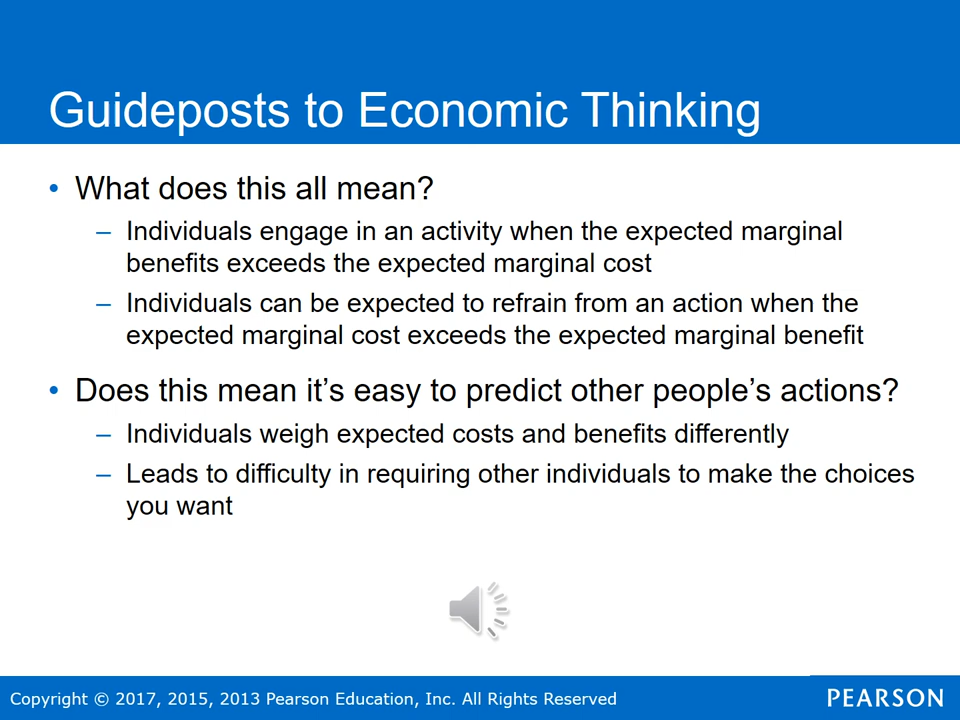 Guideposts to Economic Thinking
• What does this all mean?
– Individuals engage in an activity when the expected marginal
benefits exceeds the expected marginal cost
– Individuals can be expected to refrain from an action when the
expected marginal cost exceeds the expected marginal benefit
• Does this mean it’s easy to predict other people’s actions?
– Individuals weigh expected costs and benefits differently
– Leads to difficulty in requiring other individuals to make the choices
you want
Copyright © 2017, 2015, 2013 Pearson Education, Inc. All Rights Reserved
PEARSON